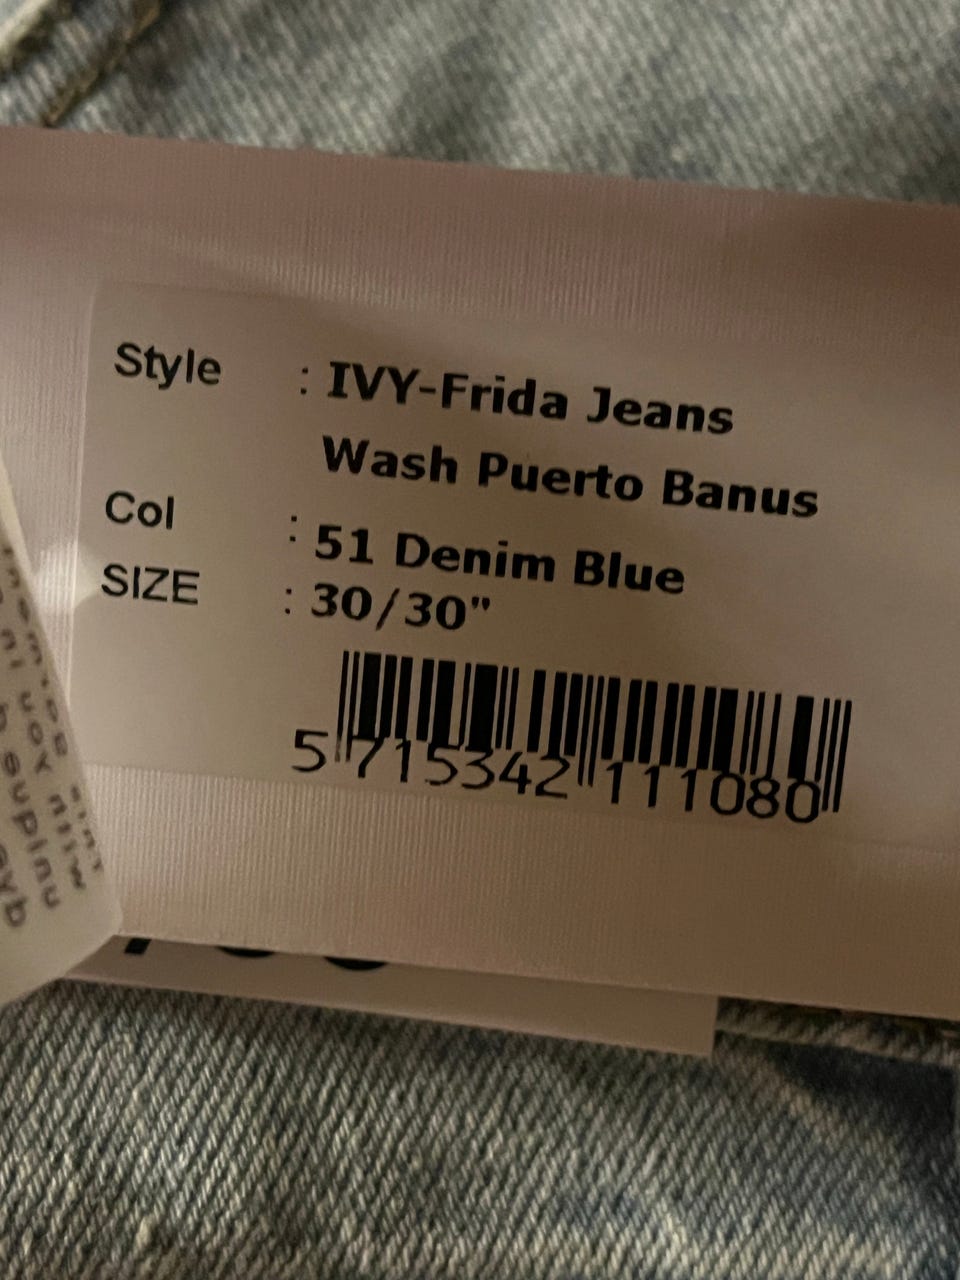 Style : IVY-Frida Jeans
Wash Puerto Banus
Col : 51 Denim Blue
SIZE : 30/30"
5 715342 111080